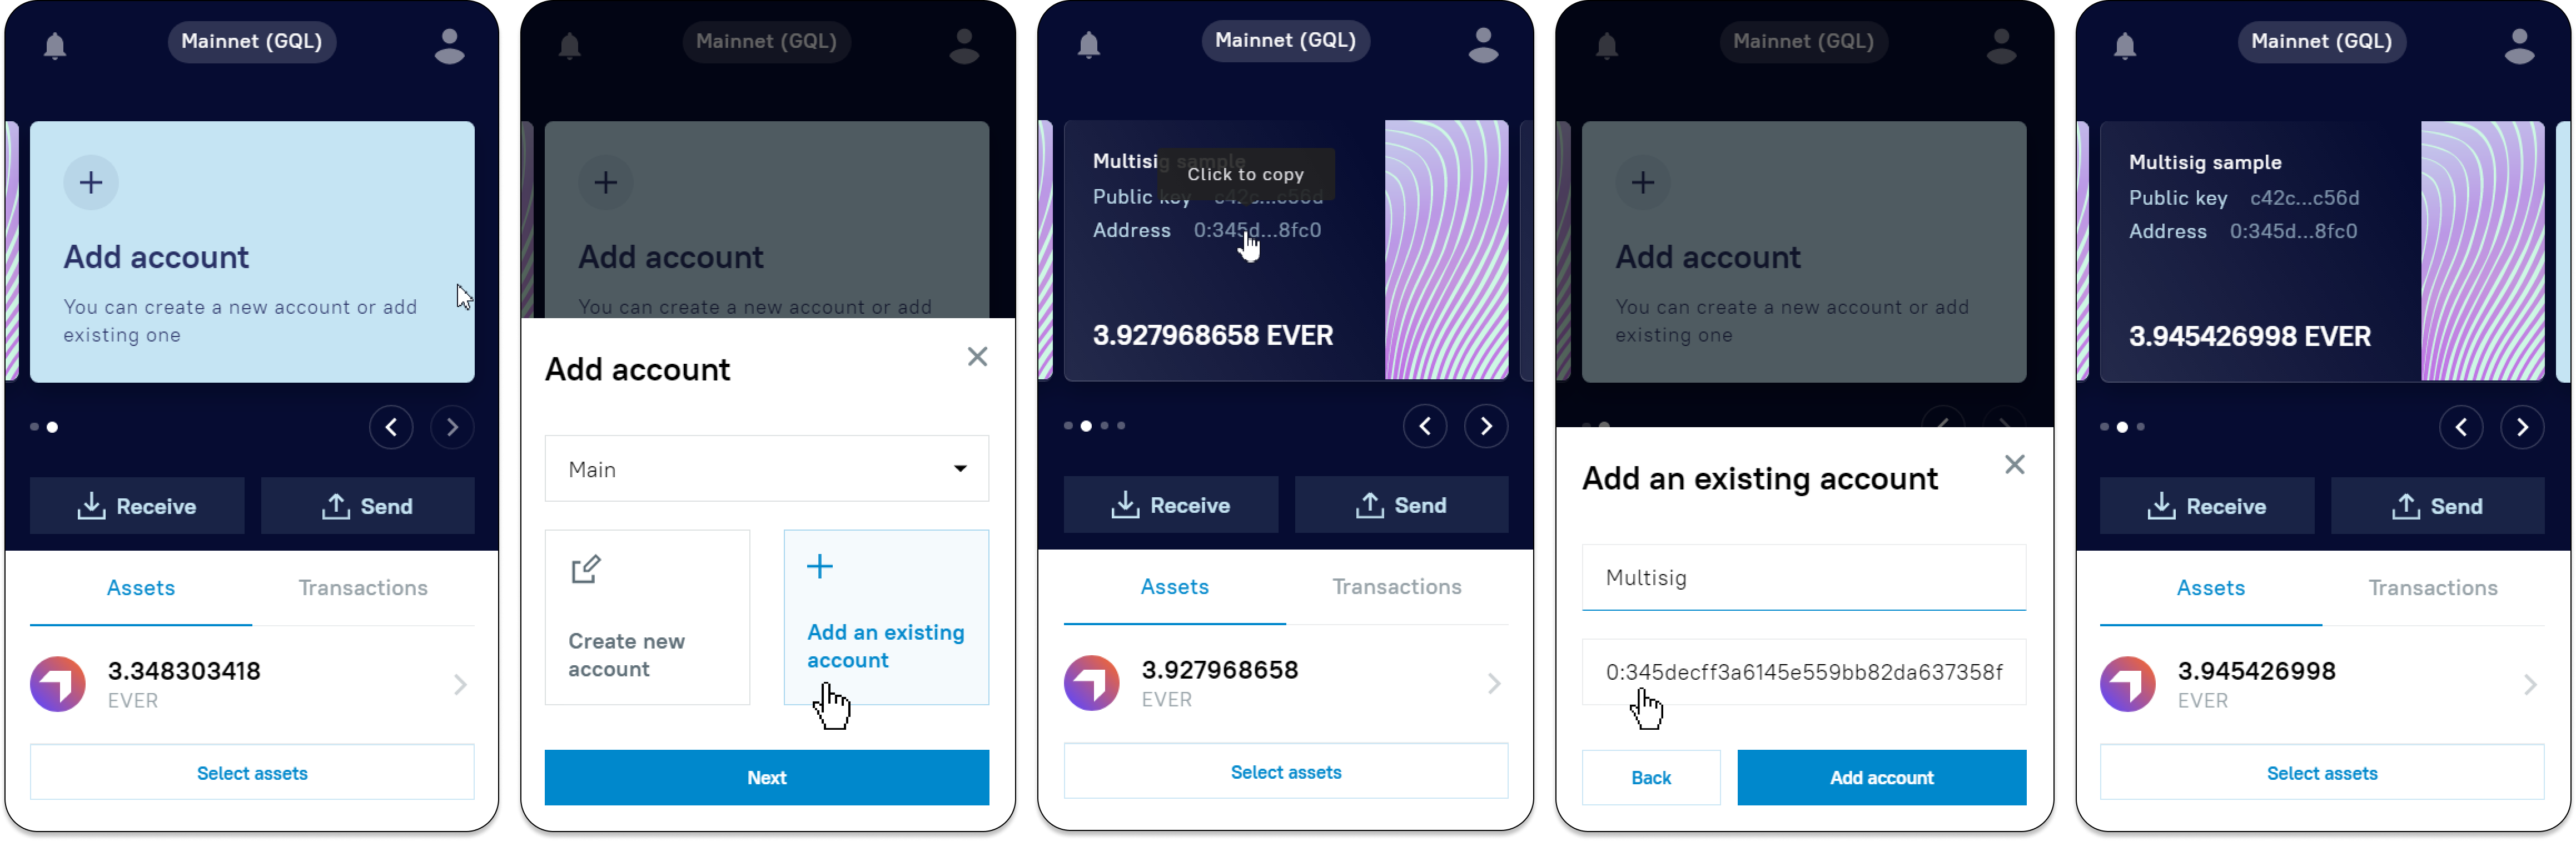 Mainnet (GQL)
Add account
You can create a new account or add
existing one
Receive
Send
Assets
Transactions
3.348303418
EVER
Select assets
Mainnet (GQL)
Add account
You can create a new account or add
Add account
Main
Create new
account
Add an existing
account
Next
Mainnet (GQL)
Multisig sample
Click to copy
Public key c42c...c56d
Address 0:345d...8fc0
3.927968658 EVER
Receive
Send
Assets
Transactions
3.927968658
EVER
Select assets
Mainnet (GQL)
Add account
You can create a new account or add
existing one
Add an existing account
Multisig
0:345decff3a6145e559bb82da637358f
Back
Add account
Mainnet (GQL)
Multisig sample
Public key c42c...c56d
Address 0:345d...8fc0
3.945426998 EVER
Receive
Send
Assets
Transactions
3.945426998
EVER
Select assets